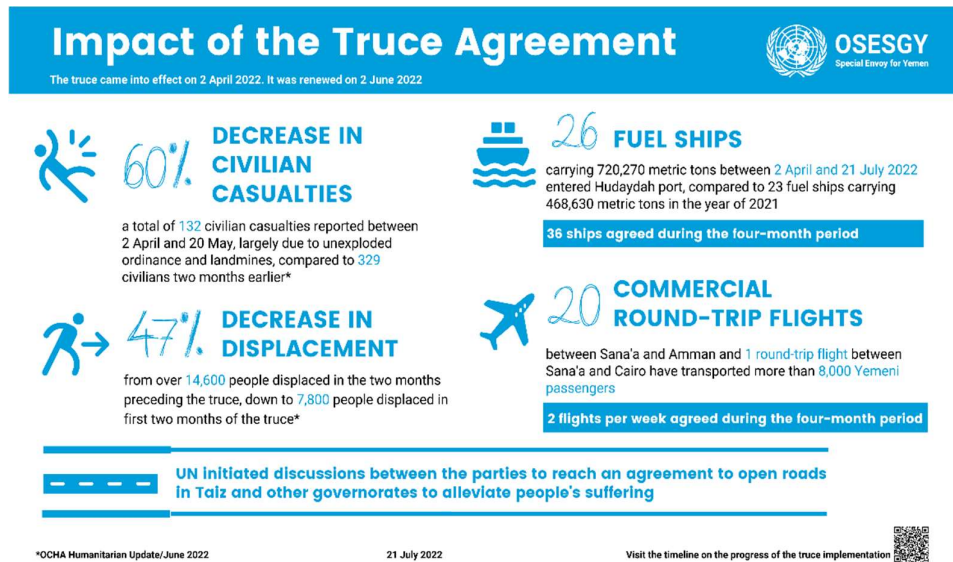 Impact of the Truce Agreement
The truce came into effect on 2 April 2022. It was renewed on 2 June 2022
OSESGY
Special Envoy for Yemen
60%
DECREASE IN
CIVILIAN
CASUALTIES
a total of 132 civilian casualties reported between
2 April and 20 May, largely due to unexploded
ordinance and landmines, compared to 329
civilians two months earlier*
47%
DECREASE IN
DISPLACEMENT
from over 14,600 people displaced in the two months
preceding the truce, down to 7,800 people displaced in
first two months of the truce*
26 FUEL SHIPS
carrying 720,270 metric tons between 2 April and 21 July 2022
entered Hudaydah port, compared to 23 fuel ships carrying
468,630 metric tons in the year of 2021
36 ships agreed during the four-month period
20
COMMERCIAL
ROUND-TRIP FLIGHTS
between Sana'a and Amman and 1 round-trip flight between
Sana'a and Cairo have transported more than 8,000 Yemeni
passengers
2 flights per week agreed during the four-month period
UN initiated discussions between the parties to reach an agreement to open roads
in Taiz and other governorates to alleviate people's suffering
*OCHA Humanitarian Update/June 2022
21 July 2022
Visit the timeline on the progress of the truce implementation